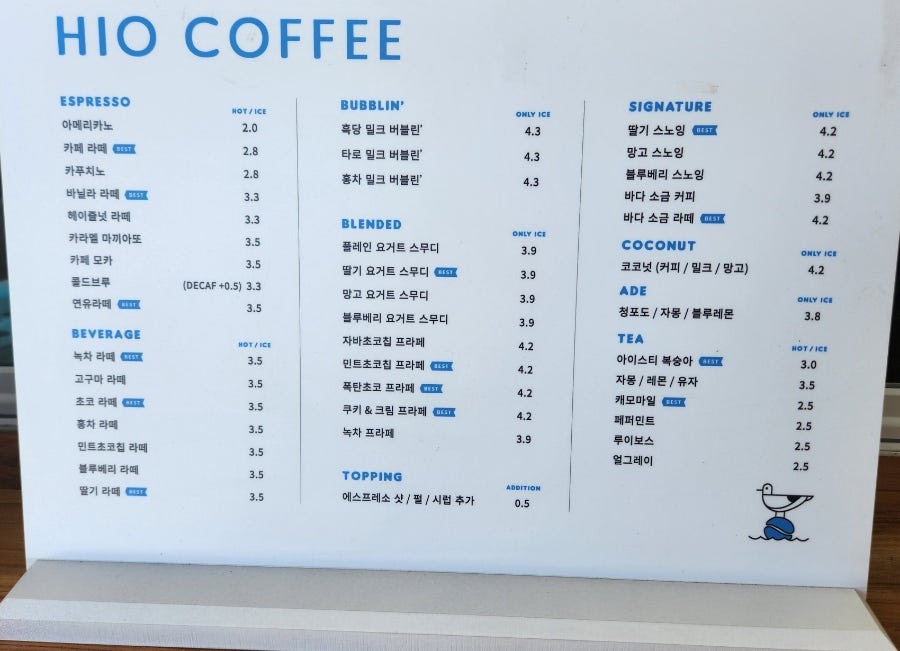 HIO COFFEE
ESPRESSO
HOT / ICE
아메리카노 2.0
카페 라떼 BEST 2.8
카푸치노 2.8
바닐라 라떼 BEST 3.3
헤이즐넛 라떼 3.3
카라멜 마끼아또 3.5
카페 모카 3.5
콜드브루 (DECAF +0.5) 3.3
연유라떼 BEST 3.5
BEVERAGE
HOT / ICE
녹차 라떼 BEST 3.5
고구마 라떼 3.5
초코 라떼 BEST 3.5
홍차 라떼 3.5
민트초코칩 라떼 3.5
블루베리 라떼 3.5
딸기 라떼 BEST 3.5
BUBBLIN'
ONLY ICE
흑당 밀크 버블린' 4.3
타로 밀크 버블린' 4.3
홍차 밀크 버블린' 4.3
BLENDED
ONLY ICE
플레인 요거트 스무디 3.9
딸기 요거트 스무디 BEST 3.9
망고 요거트 스무디 3.9
블루베리 요거트 스무디 3.9
자바초코칩 프라페 4.2
민트초코칩 프라페 BEST 4.2
폭탄초코 프라페 BEST 4.2
쿠키 & 크림 프라페 BEST 4.2
녹차 프라페 3.9
TOPPING
ADDITION
에스프레소 샷 / 펄 / 시럽 추가 0.5
SIGNATURE
ONLY ICE
딸기 스노잉 BEST 4.2
망고 스노잉 4.2
블루베리 스노잉 4.2
바다 소금 커피 3.9
바다 소금 라떼 BEST 4.2
COCONUT
ONLY ICE
코코넛 (커피 / 밀크 / 망고) 4.2
ADE
ONLY ICE
청포도 / 자몽 / 블루레몬 3.8
TEA
HOT / ICE
아이스티 복숭아 BEST 3.0
자몽 / 레몬 / 유자 3.5
캐모마일 BEST 2.5
페퍼민트 2.5
루이보스 2.5
얼그레이 2.5